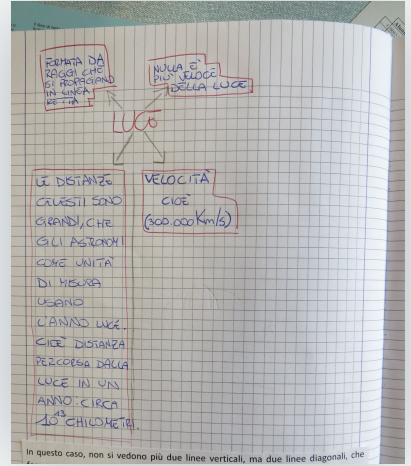 FORMATA DA
RAGGI CHE
SI PROPAGANO
IN LINEA
RETTA
NULLA È
PIÙ VELOCE
DELLA LUCE
LUCE
LE DISTANZE
CELESTI SONO
GRANDI, CHE
GLI ASTRONOMI
COME UNITÀ
DI MISURA
USANO
L'ANNO LUCE.
CIOÈ DISTANZA
PERCORSA DALLA
LUCE IN UN
ANNO: CIRCA
10¹³ CHILOMETRI.
VELOCITÀ
CIOÈ
(300.000 Km/s)
In questo caso, non si vedono più due linee verticali, ma due linee diagonali, che